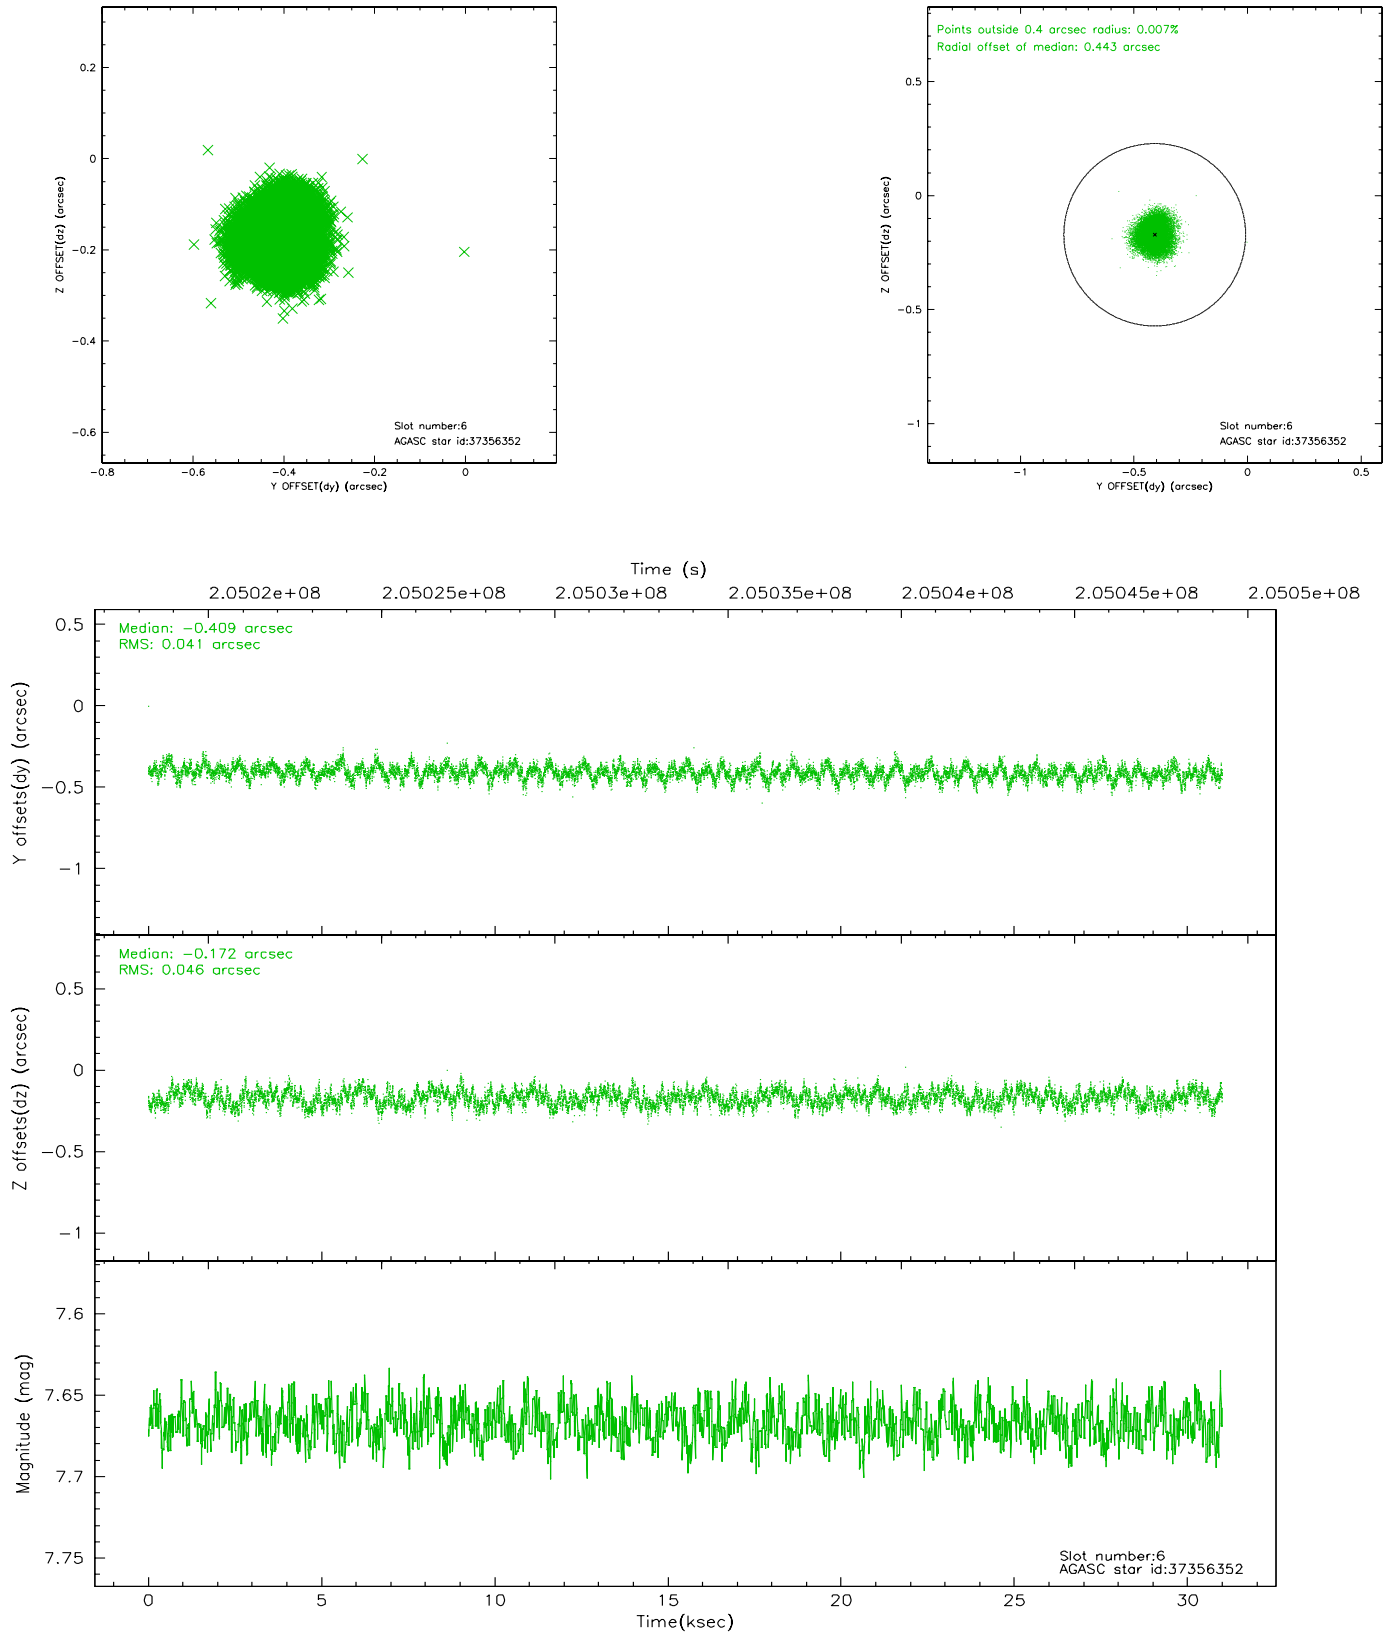 0.2
0
-0.2
-0.4
-0.6
Z OFFSET(dz) (arcsec)
-0.8
-0.6
-0.4
-0.2
0
Y OFFSET(dy) (arcsec)
Slot number:6
AGASC star id:37356352
Points outside 0.4 arcsec radius: 0.007%
Radial offset of median: 0.443 arcsec
0.5
0
-0.5
-1
Z OFFSET(dz) (arcsec)
-1
-0.5
0
0.5
Y OFFSET(dy) (arcsec)
Slot number:6
AGASC star id:37356352
Time (s)
2.0502e+08
2.05025e+08
2.0503e+08
2.05035e+08
2.0504e+08
2.05045e+08
2.0505e+08
Median: -0.409 arcsec
RMS: 0.041 arcsec
0.5
0
-0.5
-1
Y offsets(dy) (arcsec)
Median: -0.172 arcsec
RMS: 0.046 arcsec
0.5
0
-0.5
-1
Z offsets(dz) (arcsec)
7.6
7.65
7.7
7.75
Magnitude (mag)
Slot number:6
AGASC star id:37356352
0
5
10
15
20
25
30
Time(ksec)